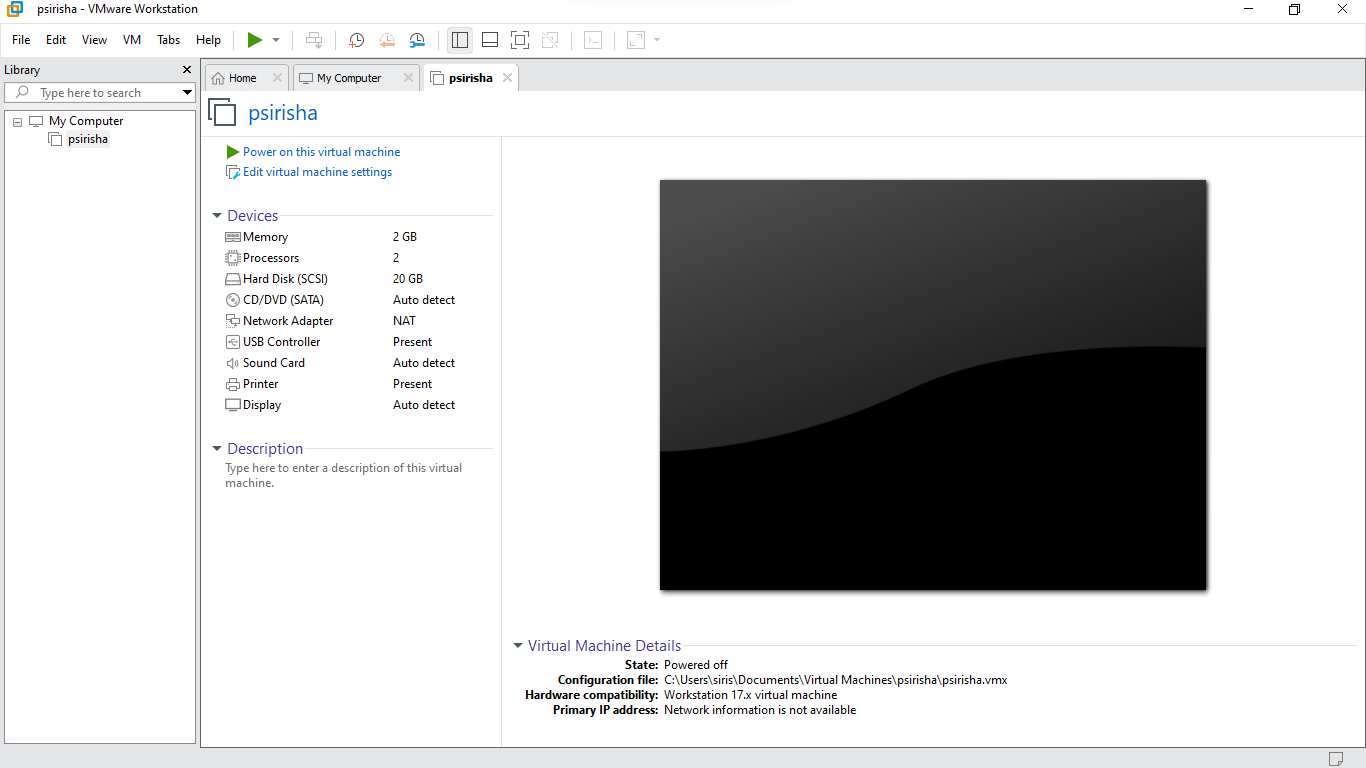 psirisha - VMware Workstation
File Edit View VM Tabs Help
Library
Type here to search
My Computer
psirisha
Home My Computer psirisha
psirisha
Power on this virtual machine
Edit virtual machine settings
Devices
Memory 2 GB
Processors 2
Hard Disk (SCSI) 20 GB
CD/DVD (SATA) Auto detect
Network Adapter NAT
USB Controller Present
Sound Card Auto detect
Printer Present
Display Auto detect
Description
Type here to enter a description of this virtual
machine.
Virtual Machine Details
State: Powered off
Configuration file: C:\Users\siris\Documents\Virtual Machines\psirisha\psirisha.vmx
Hardware compatibility: Workstation 17.x virtual machine
Primary IP address: Network information is not available